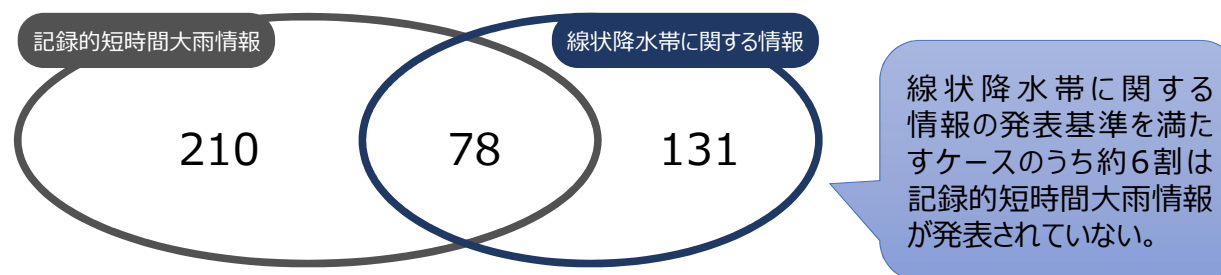 記録的短時間大雨情報
線状降水帯に関する情報
210
78
131
線状降水帯に関する
情報の発表基準を満た
すケースのうち約6割は
記録的短時間大雨情報
が発表されていない。